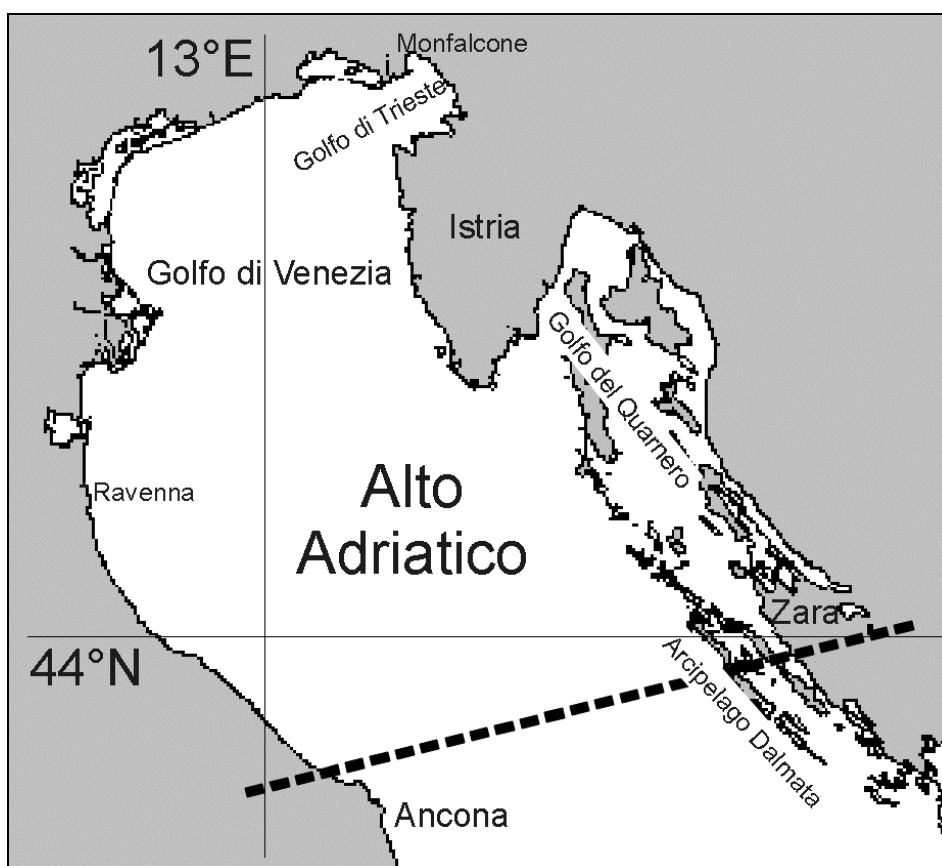 Monfalcone
13°E
Golfo di Trieste
Istria
Golfo di Venezia
Golfo del Quarnero
Alto
Adriatico
Ravenna
Zara
44°N
Arcipelago Dalmata
Ancona